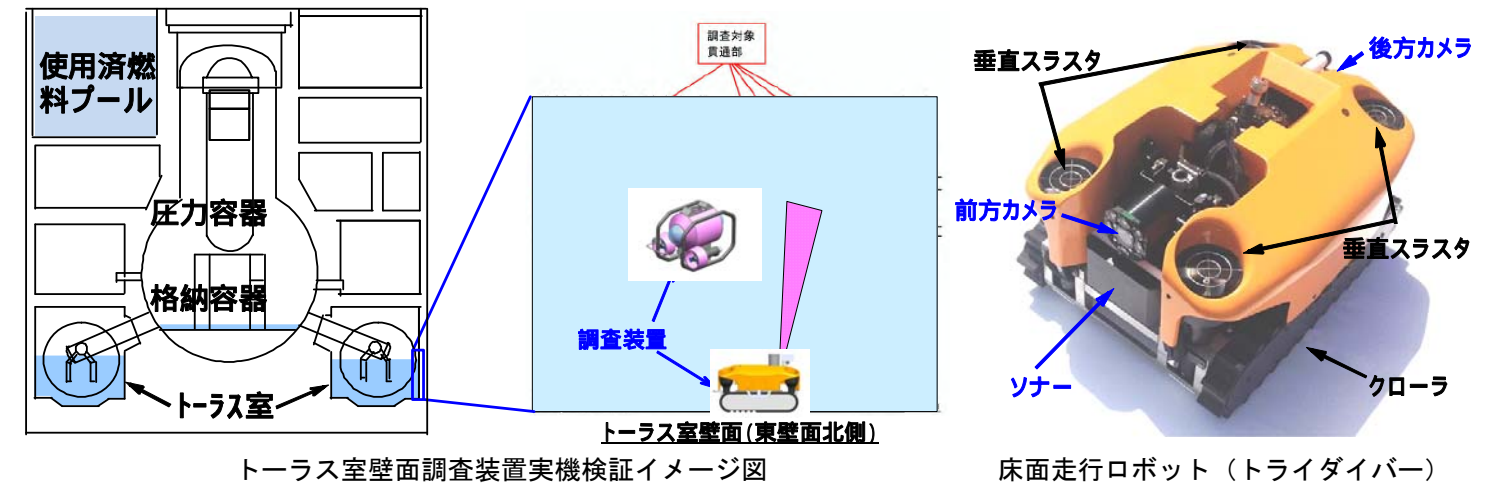 使用済燃
料プール
圧力容器
格納容器
トーラス室
調査対象
貫通部
調査装置
トーラス室壁面(東壁面北側)
トーラス室壁面調査装置実機検証イメージ図
垂直スラスタ
後方カメラ
前方カメラ
垂直スラスタ
ソナー
クローラ
床面走行ロボット（トライダイバー）